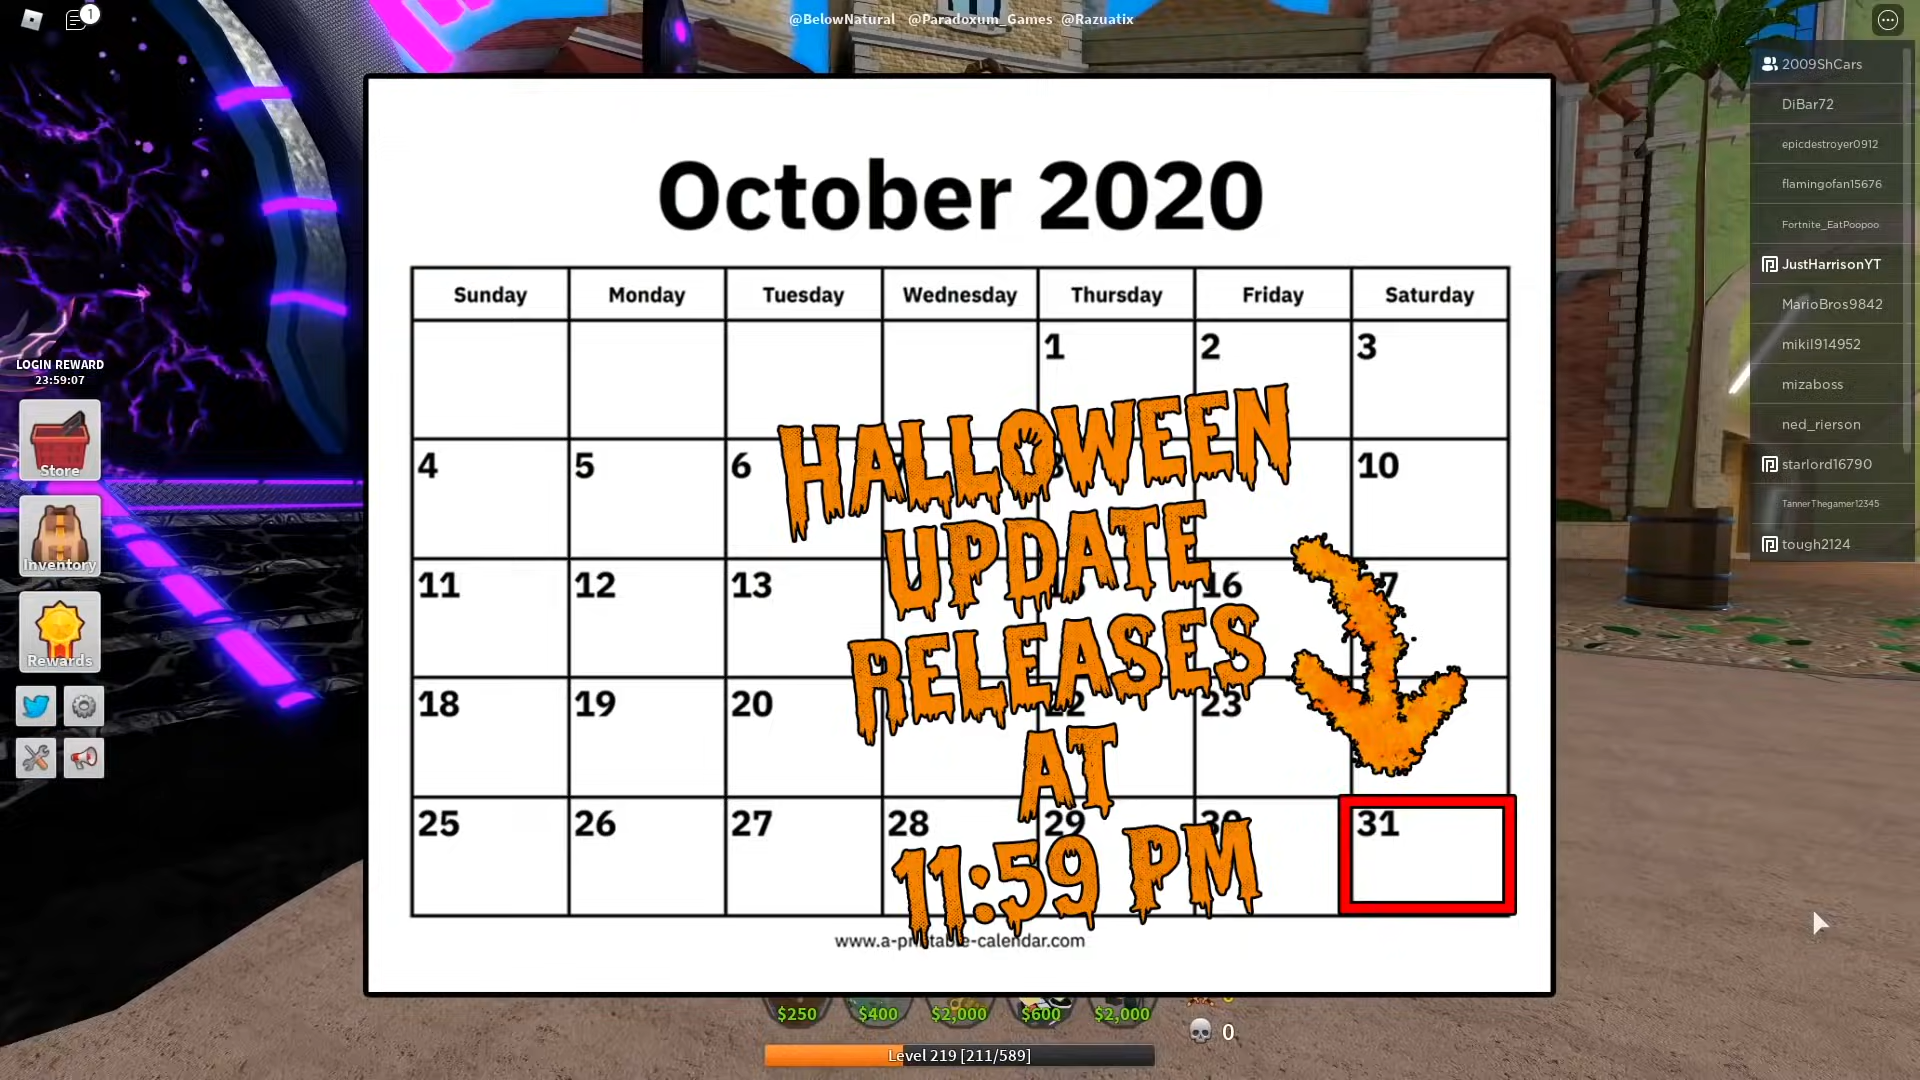 1
@BelowNatural @Paradoxum_Games @Razuatix
2009ShCars
DiBar72
epicdestroyer0912
flamingofan15676
Fortnite_EatPoopoo
JustHarrisonYT
MarioBros9842
mikil914952
mizaboss
ned_rierson
starlord16790
TannerThegamer12345
tough2124
LOGIN REWARD
23:59:07
Store
Inventory
Rewards
October 2020
Sunday Monday Tuesday Wednesday Thursday Friday Saturday
1 2 3
4 5 6 10
11 12 13 16
18 19 20 22 23
25 26 27 28 29 30 31
HALLOWEEN
UPDATE
RELEASES
AT
11:59 PM
www.a-printable-calendar.com
$250 $400 $2,000 $600 $2,000
0
Level 219 [211/589]